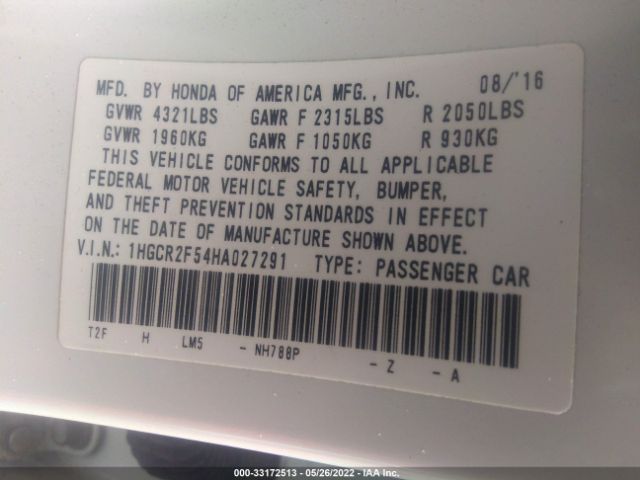 MFD. BY HONDA OF AMERICA MFG., INC. 08/'16
GVWR 4321LBS GAWR F 2315LBS R 2050LBS
GVWR 1960KG GAWR F 1050KG R 930KG
THIS VEHICLE CONFORMS TO ALL APPLICABLE
FEDERAL MOTOR VEHICLE SAFETY, BUMPER,
AND THEFT PREVENTION STANDARDS IN EFFECT
ON THE DATE OF MANUFACTURE SHOWN ABOVE.
V.I.N.: 1HGCR2F54HA027291 TYPE: PASSENGER CAR
T2F H LM5 - NH788P - Z - A
000-33172513 - 05/26/2022 - IAA Inc.